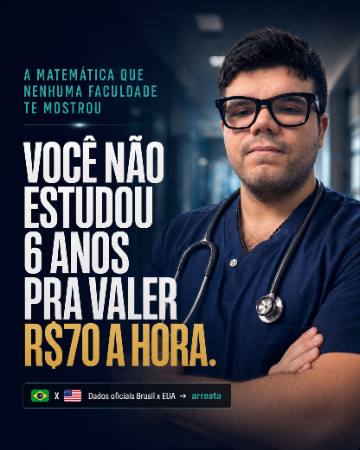 A MATEMÁTICA QUE
NENHUMA FACULDADE
TE MOSTROU
VOCÊ NÃO
ESTUDOU
6 ANOS
PRA VALER
R$70 A HORA.
X Dados oficiais Brasil x EUA → arrasta